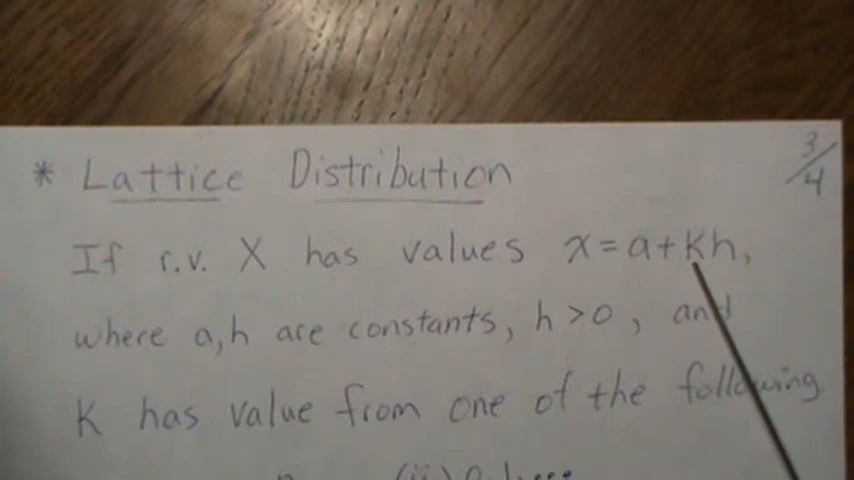 * Lattice Distribution
3/4
If r.v. X has values x = a + kh,
where a,h are constants, h > 0, and
K has value from one of the following